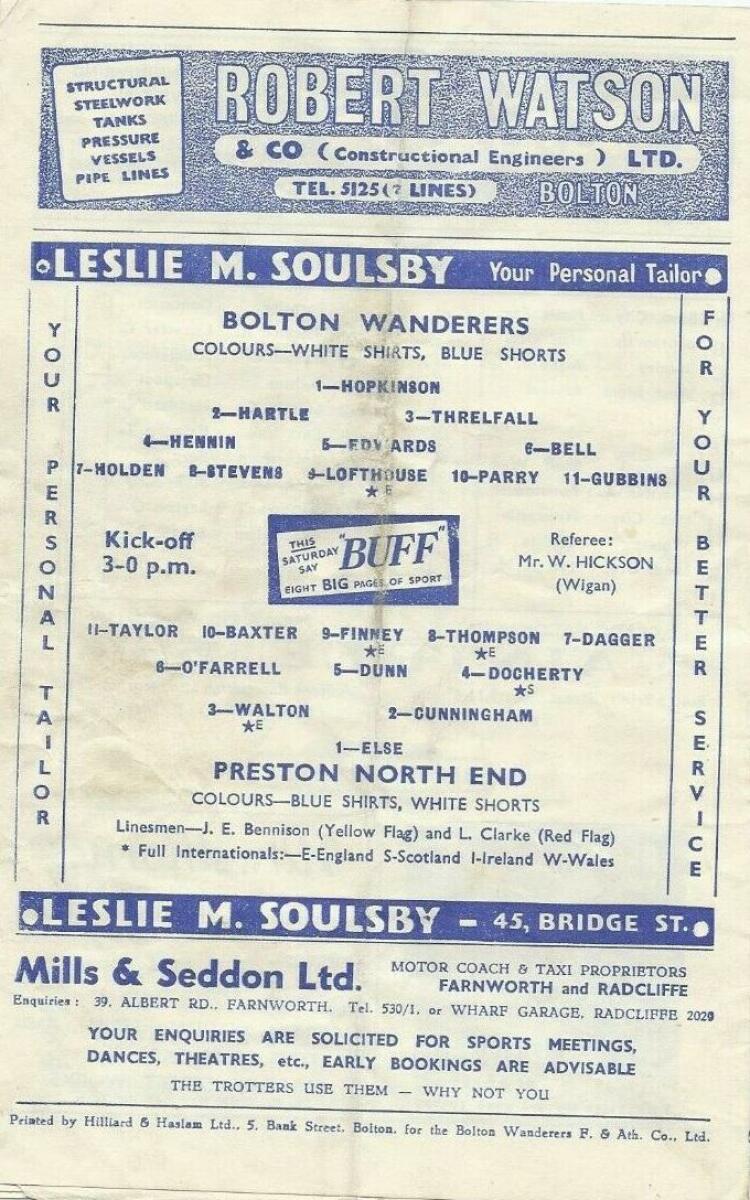 STRUCTURAL
STEELWORK
TANKS
PRESSURE
VESSELS
PIPE LINES
ROBERT WATSON
& CO (Constructional Engineers) LTD.
TEL. 5125 (? LINES) BOLTON
LESLIE M. SOULSBY Your Personal Tailor
YOUR PERSONAL TAILOR
BOLTON WANDERERS
COLOURS—WHITE SHIRTS, BLUE SHORTS
1—HOPKINSON
2—HARTLE 3—THRELFALL
4—HENNIN 5—EDWARDS 6—BELL
7-HOLDEN 8-STEVENS 9-LOFTHOUSE 10-PARRY 11-GUBBINS
★ E
Kick-off
3-0 p.m.
THIS
SATURDAY
SAY
"BUFF"
EIGHT BIG PAGES OF SPORT
Referee:
Mr. W. HICKSON
(Wigan)
11-TAYLOR 10-BAXTER 9-FINNEY 8-THOMPSON 7-DAGGER
★E ★E
6—O'FARRELL 5—DUNN 4—DOCHERTY
★S
3—WALTON 2—CUNNINGHAM
★E
1—ELSE
PRESTON NORTH END
COLOURS—BLUE SHIRTS, WHITE SHORTS
Linesmen—J. E. Bennison (Yellow Flag) and L. Clarke (Red Flag)
* Full Internationals:—E-England S-Scotland I-Ireland W-Wales
FOR YOUR BETTER SERVICE
LESLIE M. SOULSBY – 45, BRIDGE ST.
Mills & Seddon Ltd. MOTOR COACH & TAXI PROPRIETORS
FARNWORTH and RADCLIFFE
Enquiries: 39, ALBERT RD., FARNWORTH. Tel. 530/1, or WHARF GARAGE, RADCLIFFE 2029
YOUR ENQUIRIES ARE SOLICITED FOR SPORTS MEETINGS,
DANCES, THEATRES, etc., EARLY BOOKINGS ARE ADVISABLE
THE TROTTERS USE THEM — WHY NOT YOU
Printed by Hilliard & Haslam Ltd., 5, Bank Street, Bolton, for the Bolton Wanderers F. & Ath. Co., Ltd.